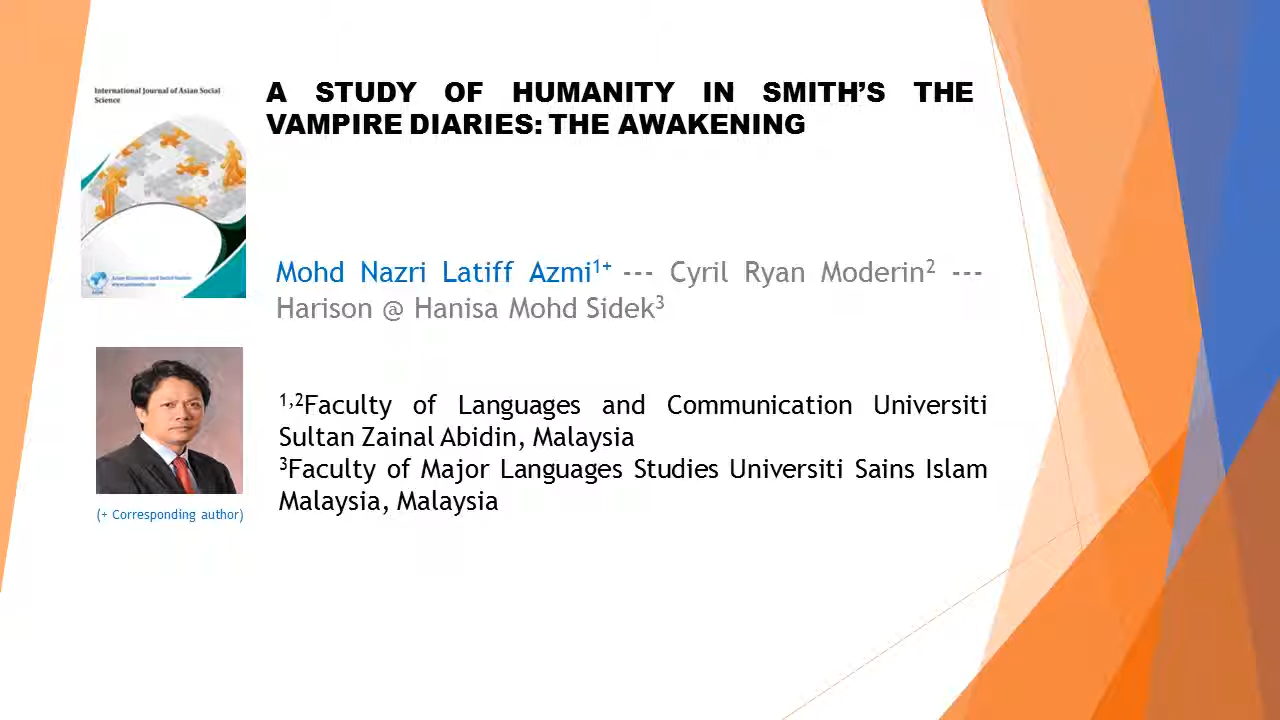 International Journal of Asian Social
Science
A STUDY OF HUMANITY IN SMITH’S THE
VAMPIRE DIARIES: THE AWAKENING
Mohd Nazri Latiff Azmi1+ --- Cyril Ryan Moderin2 ---
Harison @ Hanisa Mohd Sidek3
1,2Faculty of Languages and Communication Universiti
Sultan Zainal Abidin, Malaysia
3Faculty of Major Languages Studies Universiti Sains Islam
Malaysia, Malaysia
(+ Corresponding author)